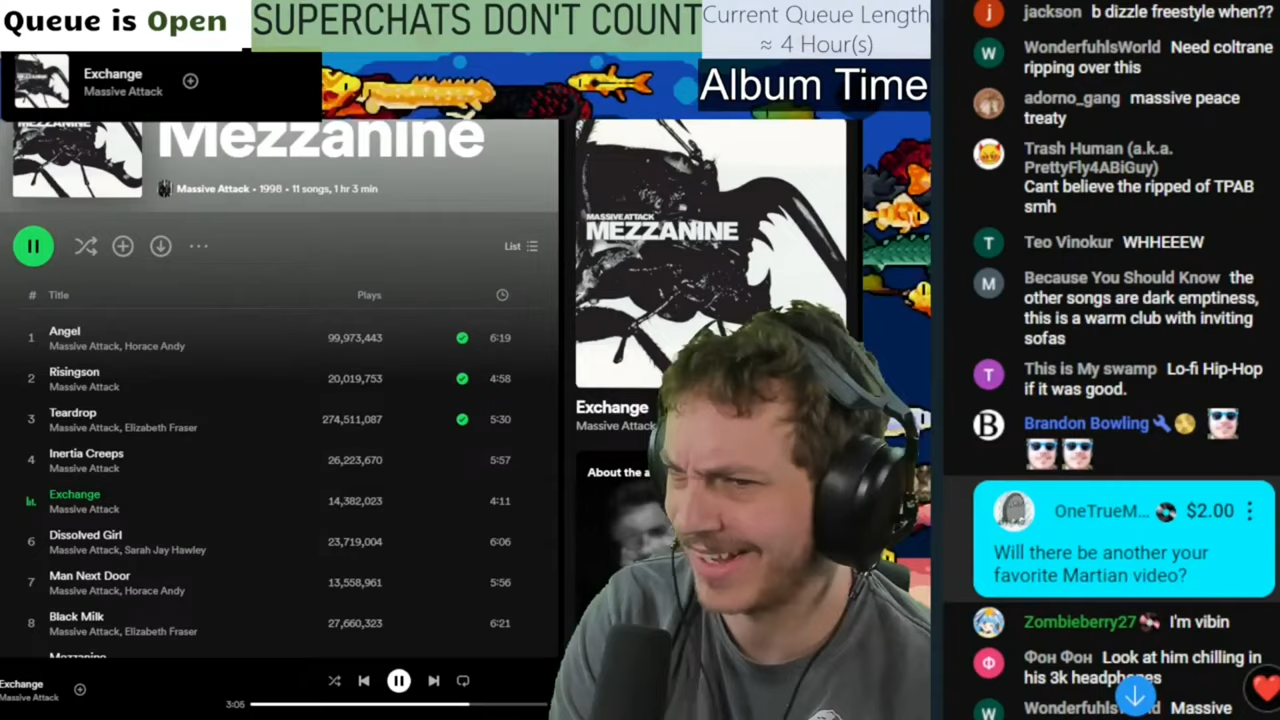 Queue is Open
SUPERCHATS DON'T COUNT
Current Queue Length
≈ 4 Hour(s)
Album Time
Exchange
Massive Attack
MEZZANINE
Mezzanine
Massive Attack • 1998 • 11 songs, 1 hr 3 min
List
# Title Plays
1 Angel 99,973,443 6:19
Massive Attack, Horace Andy
2 Risingson 20,019,753 4:58
Massive Attack
3 Teardrop 274,511,087 5:30
Massive Attack, Elizabeth Fraser
4 Inertia Creeps 26,223,670 5:57
Massive Attack
Exchange 14,382,023 4:11
Massive Attack
6 Dissolved Girl 23,719,004 6:06
Massive Attack, Sarah Jay Hawley
7 Man Next Door 13,558,961 5:56
Massive Attack, Horace Andy
8 Black Milk 27,660,323 6:21
Massive Attack, Elizabeth Fraser
Mezzanine
Exchange
Massive Attack
3:05
MASSIVE ATTACK
MEZZANINE
Exchange
Massive Attack
About the a
j jackson b dizzle freestyle when??
W WonderfuhlsWorld Need coltrane
ripping over this
adorno_gang massive peace
treaty
Trash Human (a.k.a.
PrettyFly4ABiGuy)
Cant believe the ripped of TPAB
smh
T Teo Vinokur WHHEEEW
M Because You Should Know the
other songs are dark emptiness,
this is a warm club with inviting
sofas
T This is My swamp Lo-fi Hip-Hop
if it was good.
B Brandon Bowling
OneTrueM... $2.00
Will there be another your
favorite Martian video?
Zombieberry27 I'm vibin
Ф Фон Фон Look at him chilling in
his 3k headphones
W Wonderfuhls Massive